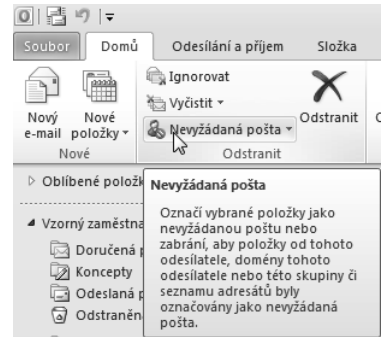 Soubor Domů Odesílání a příjem Složka
Ignorovat
Vyčistit
Nevyžádaná pošta
Nový e-mail
Nové položky
Odstranit
Nové Odstranit
Oblíbené položk
Vzorný zaměstna
Doručená p
Koncepty
Odeslaná p
Odstraněn
Nevyžádaná pošta
Označí vybrané položky jako
nevyžádanou poštu nebo
zabrání, aby položky od tohoto
odesílatele, domény tohoto
odesílatele nebo této skupiny či
seznamu adresátů byly
označovány jako nevyžádaná
pošta.